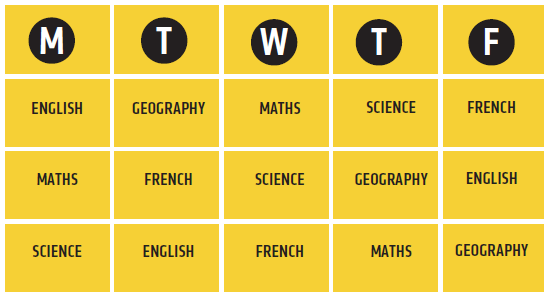 M T W T F
ENGLISH GEOGRAPHY MATHS SCIENCE FRENCH
MATHS FRENCH SCIENCE GEOGRAPHY ENGLISH
SCIENCE ENGLISH FRENCH MATHS GEOGRAPHY